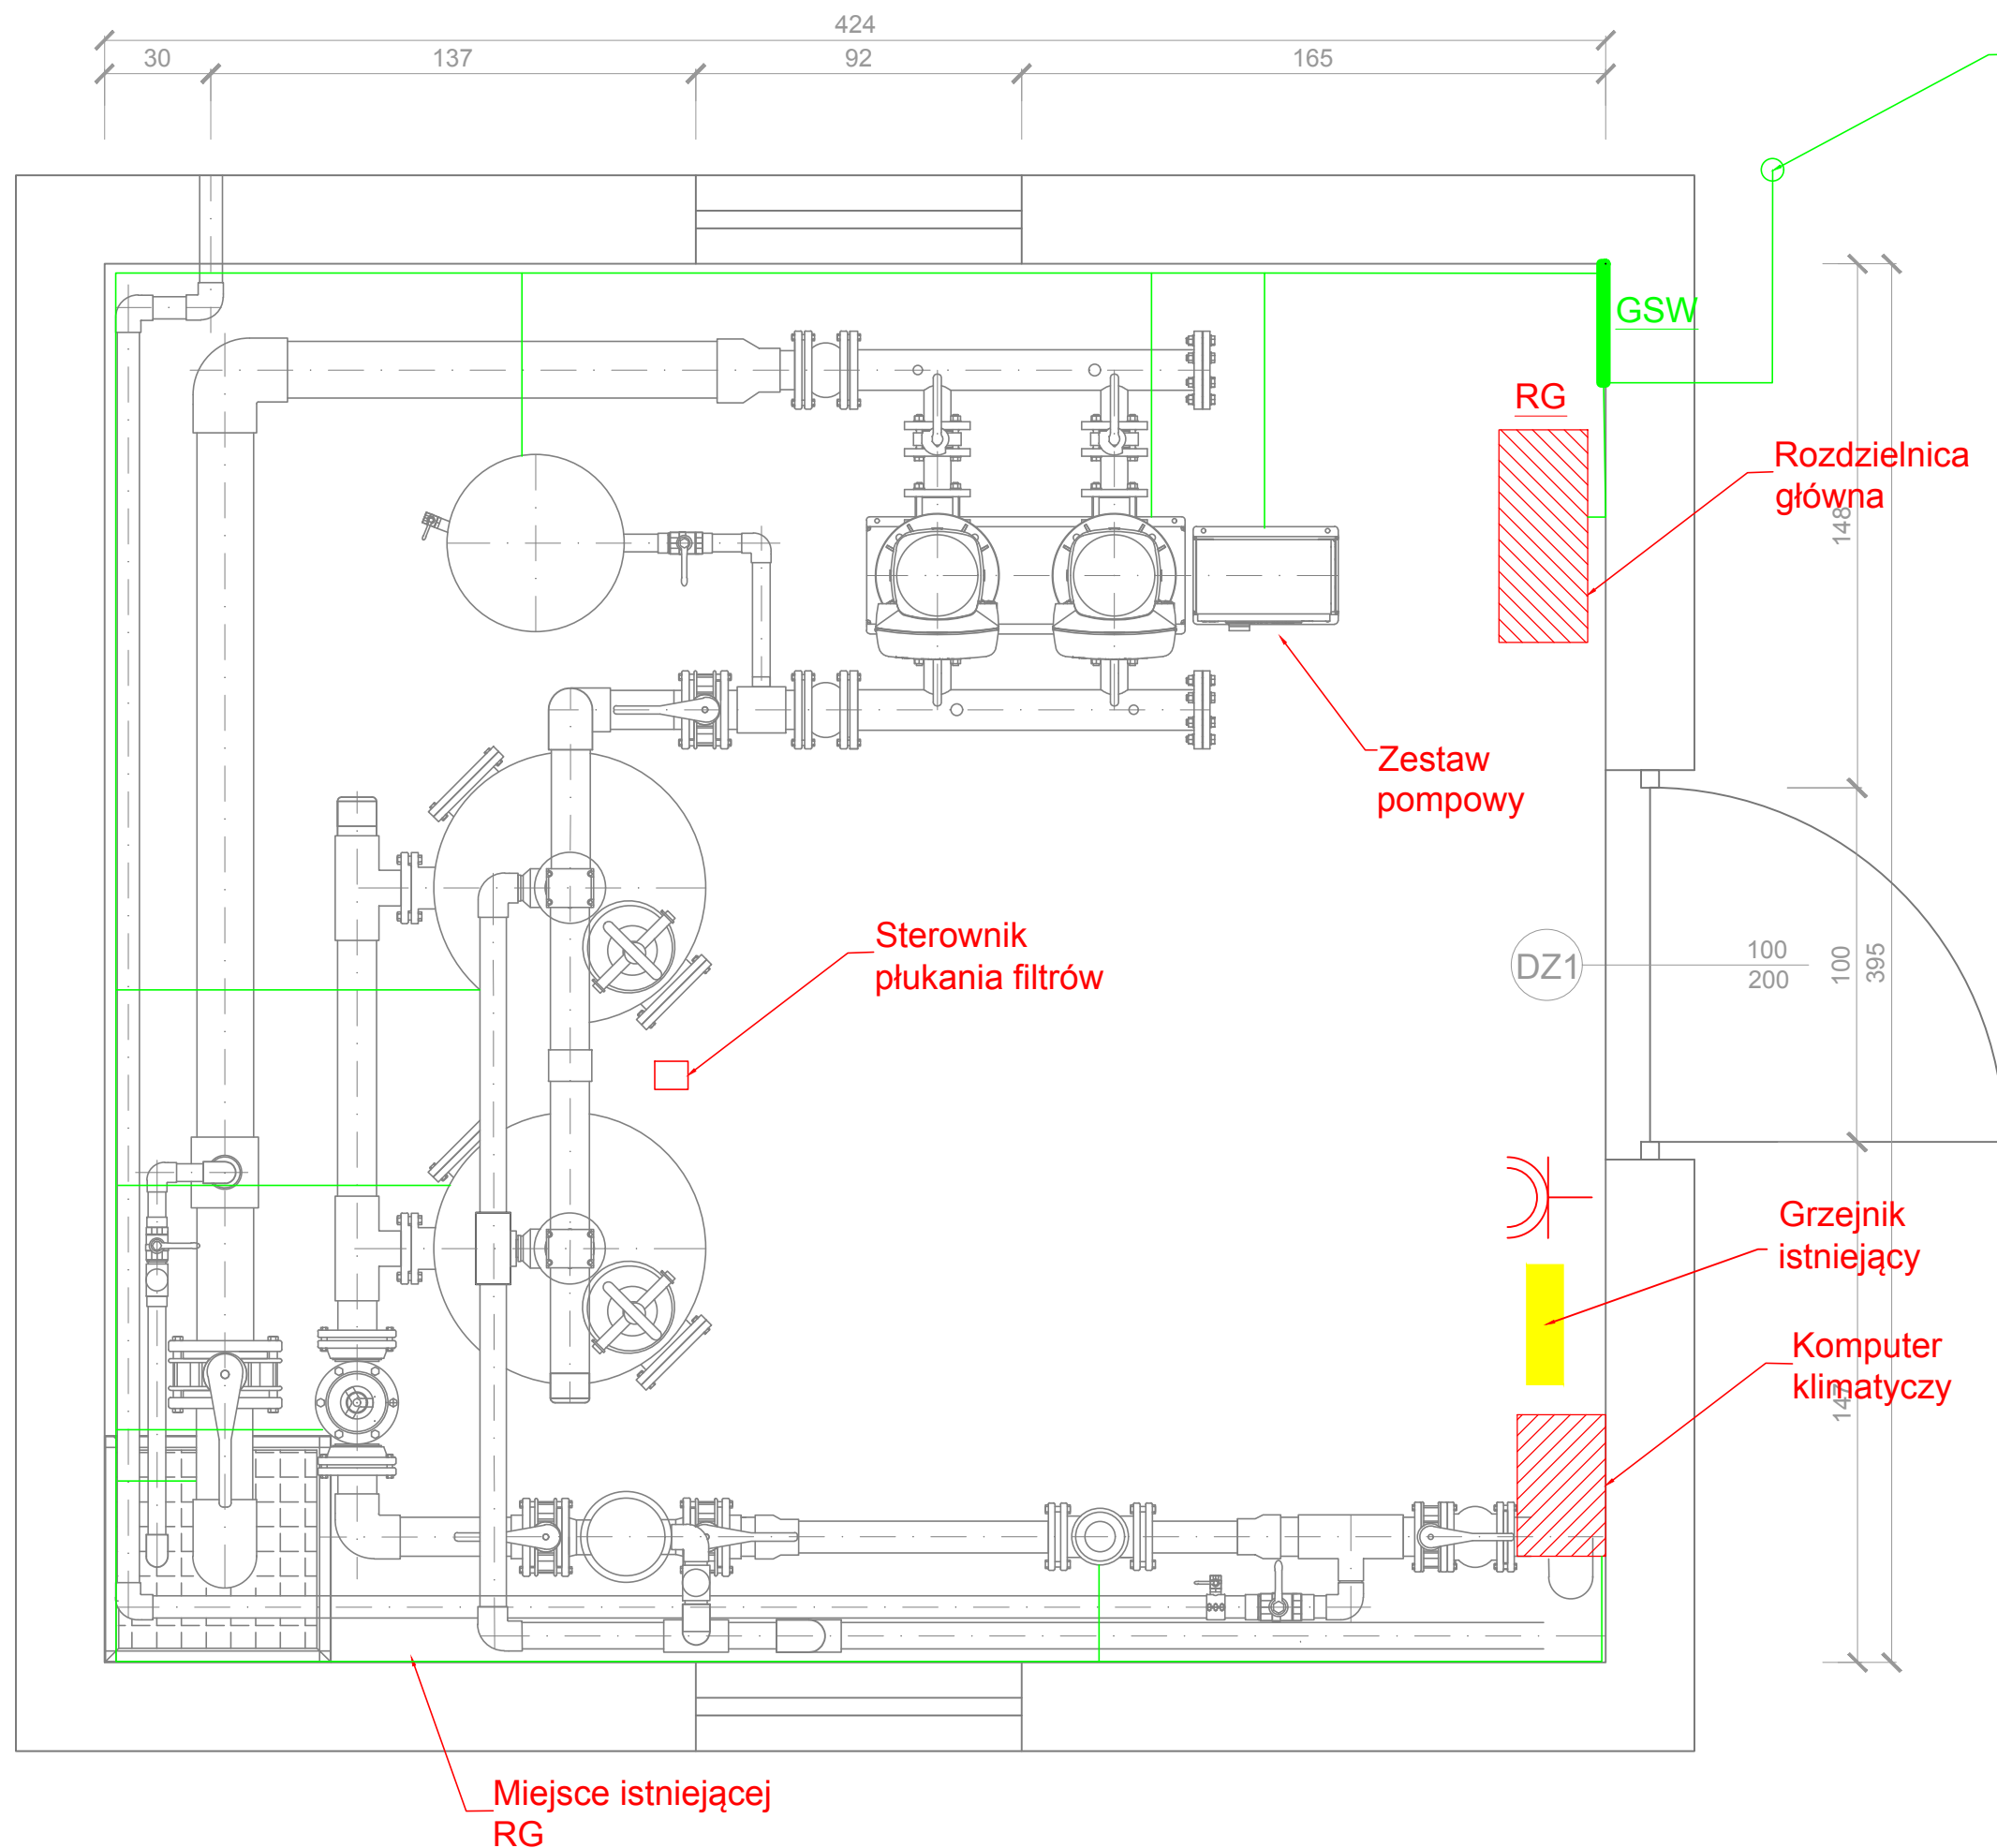 424
30
137
92
165
GSW
RG
Rozdzielnica
główna
148
Zestaw
pompowy
Sterownik
płukania filtrów
DZ1
100
200
100
395
Grzejnik
istniejący
Komputer
klimatyczy
147
Miejsce istniejącej
RG